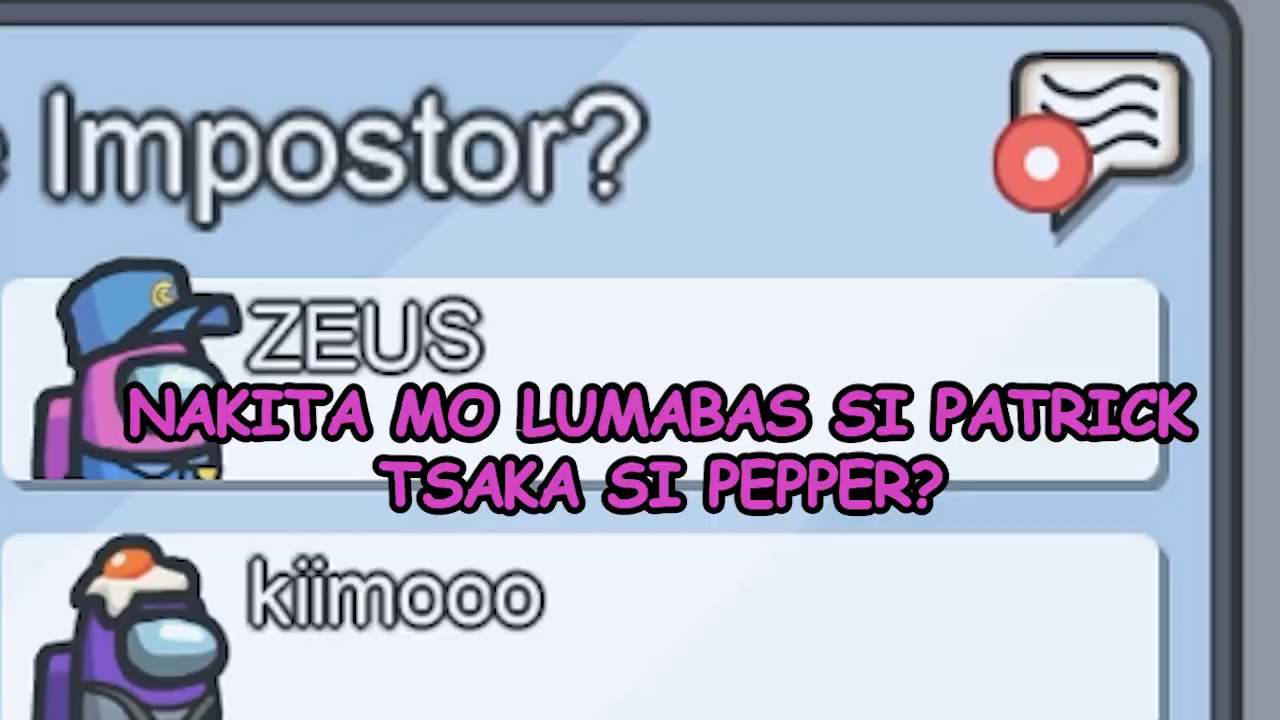 Impostor?
ZEUS
NAKITA MO LUMABAS SI PATRICK
TSAKA SI PEPPER?
kiimooo